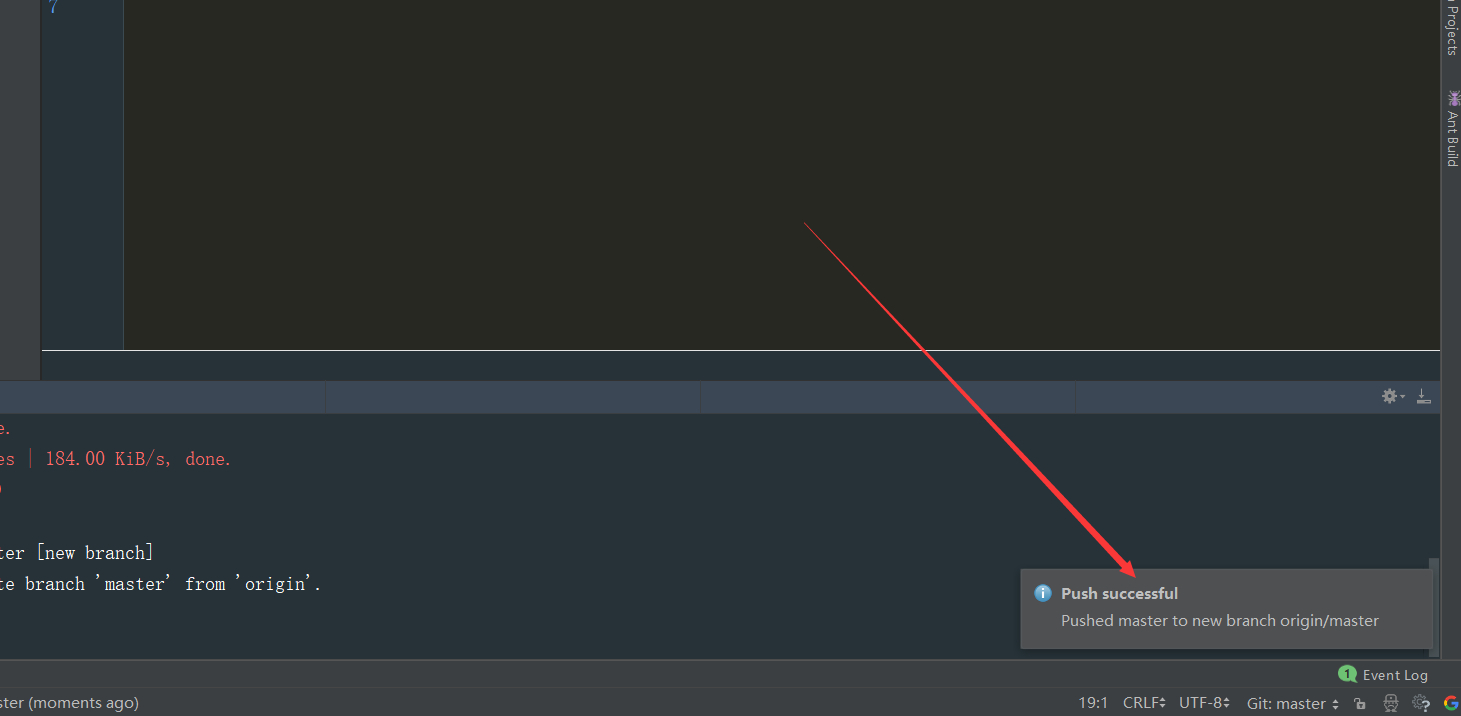 7
Projects
Ant Build
e.
es | 184.00 KiB/s, done.
ter [new branch]
te branch 'master' from 'origin'.
Push successful
Pushed master to new branch origin/master
1 Event Log
ster (moments ago)
19:1 CRLF UTF-8 Git: master